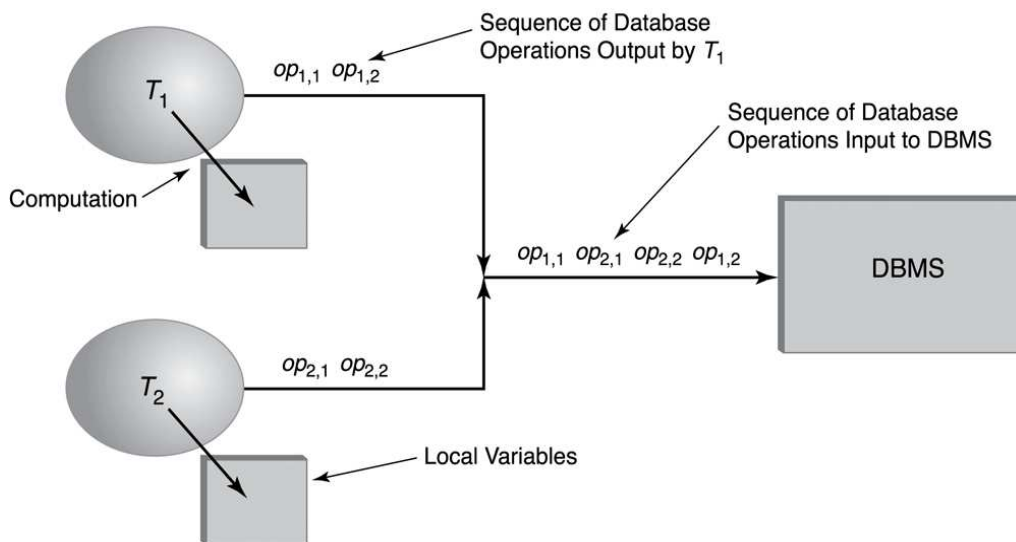 Sequence of Database
Operations Output by T1
op1,1 op1,2
T1
Sequence of Database
Operations Input to DBMS
Computation
op1,1 op2,1 op2,2 op1,2
DBMS
op2,1 op2,2
T2
Local Variables